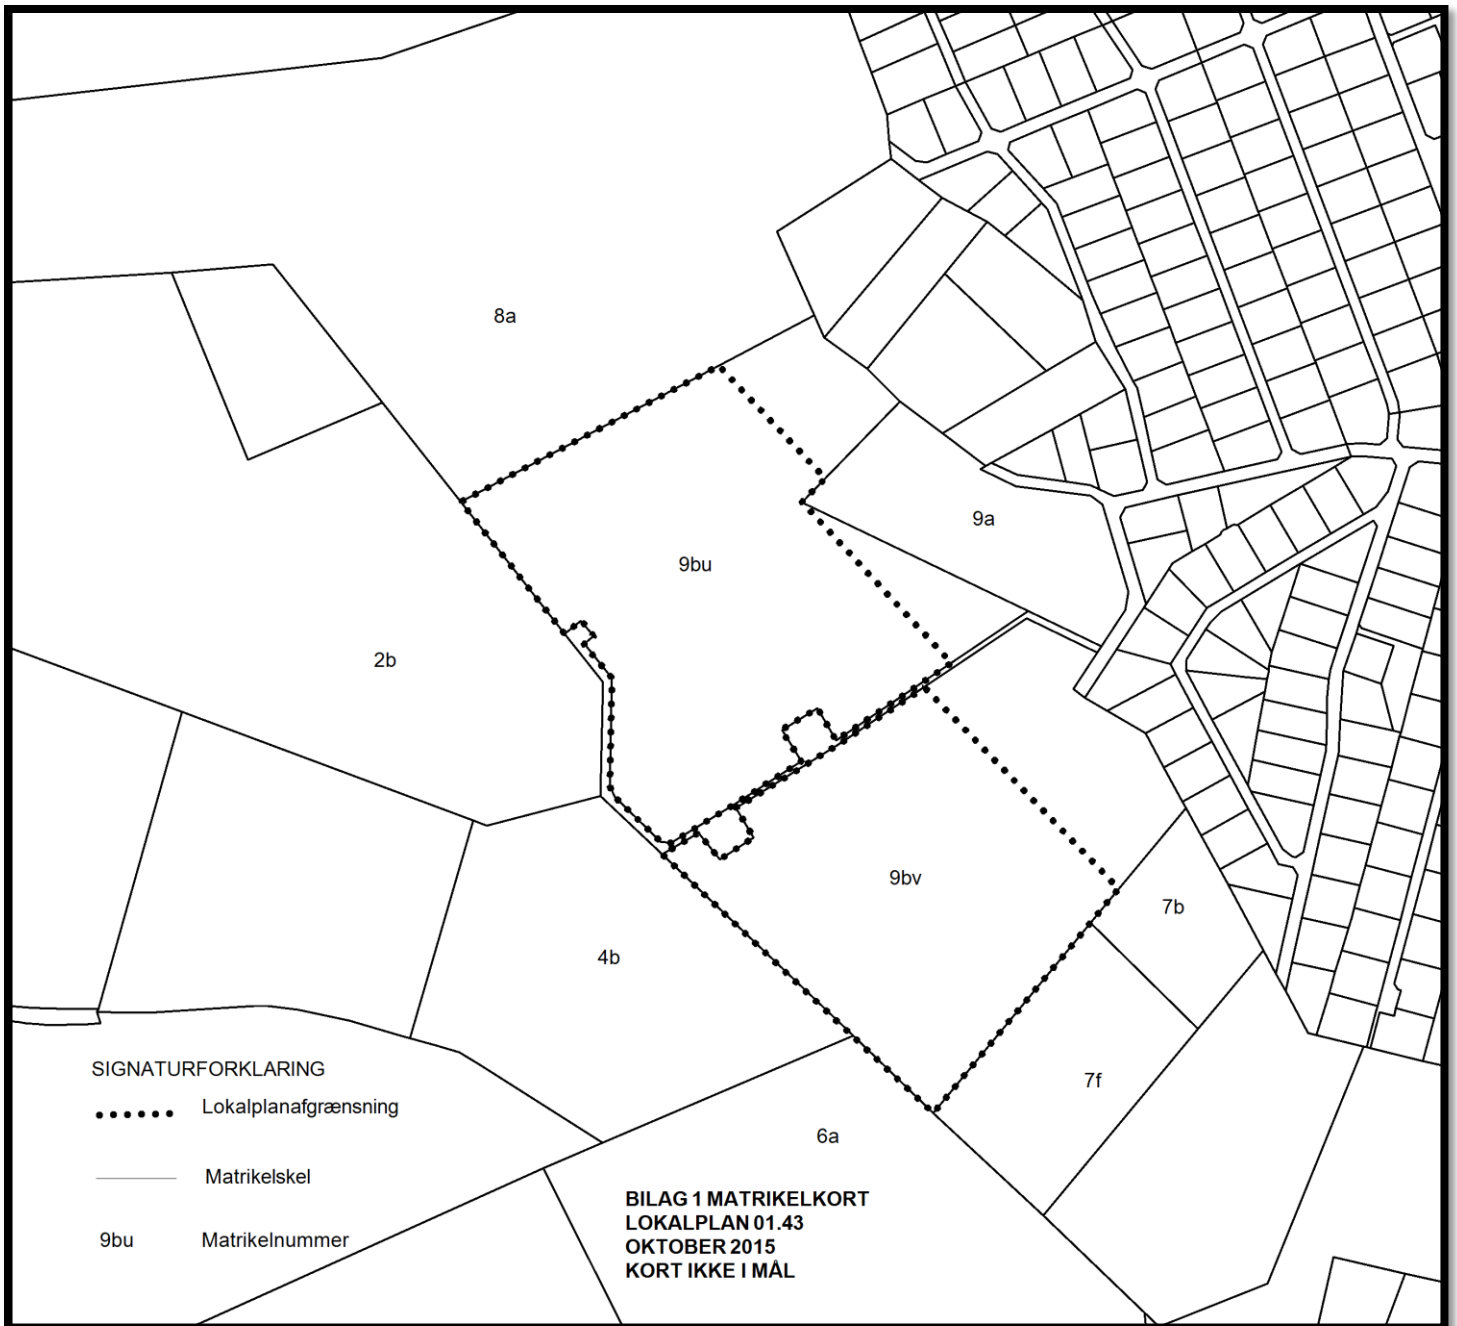 8a
9a
9bu
2b
9bv
7b
4b
SIGNATURFORKLARING
Lokalplanafgrænsning
7f
6a
Matrikelskel
9bu Matrikelnummer
BILAG 1 MATRIKELKORT
LOKALPLAN 01.43
OKTOBER 2015
KORT IKKE I MÅL